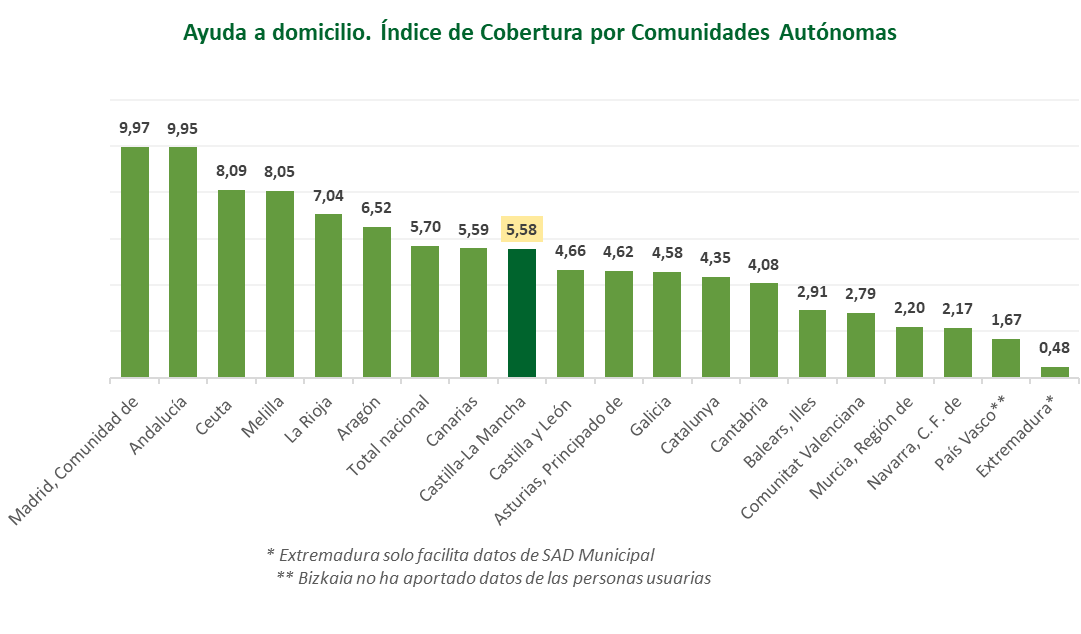 Ayuda a domicilio. Índice de Cobertura por Comunidades Autónomas
9,97
9,95
8,09
8,05
7,04
6,52
5,70
5,59
5,58
4,66
4,62
4,58
4,35
4,08
2,91
2,79
2,20
2,17
1,67
0,48
Madrid, Comunidad de
Andalucía
Ceuta
Melilla
La Rioja
Aragón
Total nacional
Canarias
Castilla-La Mancha
Castilla y León
Asturias, Principado de
Galicia
Catalunya
Cantabria
Balears, Illes
Comunitat Valenciana
Murcia, Región de
Navarra, C. F. de
País Vasco**
Extremadura*
* Extremadura solo facilita datos de SAD Municipal
** Bizkaia no ha aportado datos de las personas usuarias